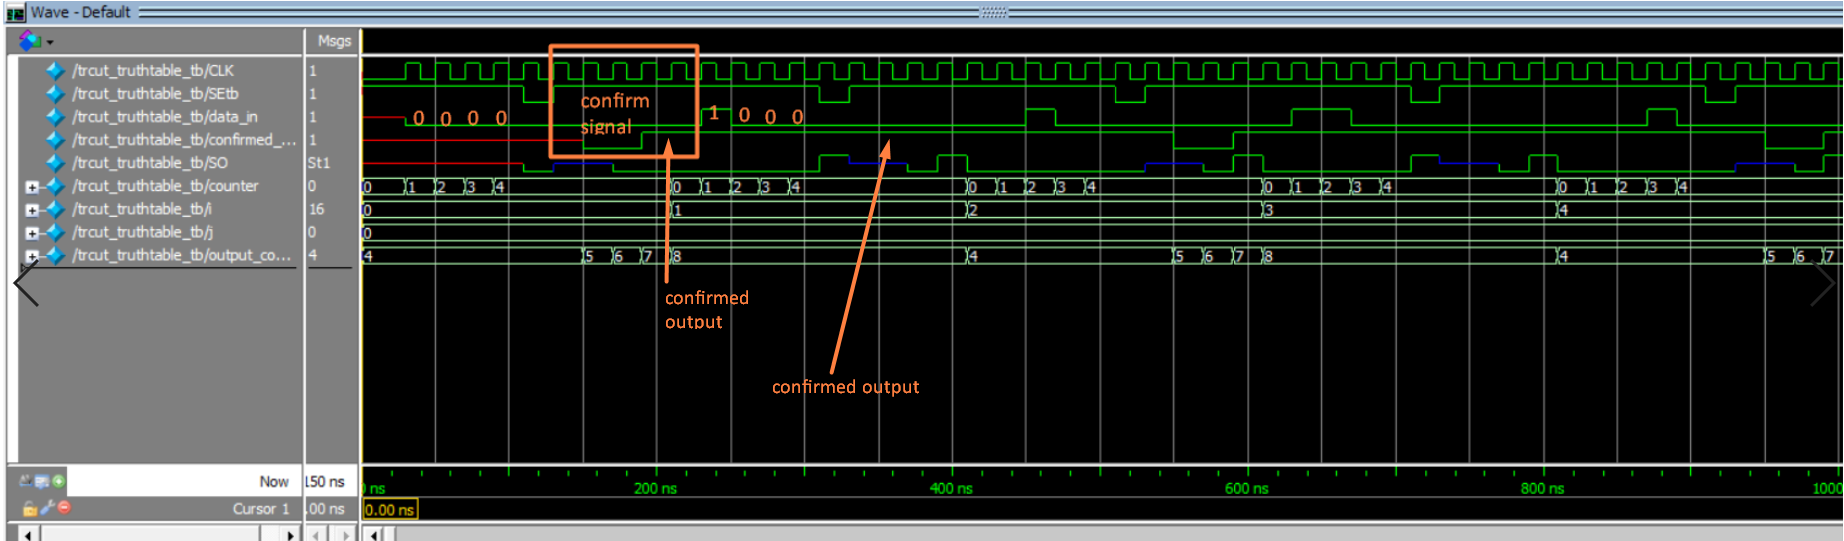 Wave - Default
Msgs
/trcut_truthtable_tb/CLK 1
/trcut_truthtable_tb/SEtb 1
/trcut_truthtable_tb/data_in 1
/trcut_truthtable_tb/confirmed_... 1
/trcut_truthtable_tb/SO St1
/trcut_truthtable_tb/counter 0
/trcut_truthtable_tb/i 16
/trcut_truthtable_tb/j 0
/trcut_truthtable_tb/output_co... 4
confirm
signal
0 0 0 0 1 0 0 0
0 1 2 3 4 0 1 2 3 4 0 1 2 3 4 0 1 2 3 4 0 1 2 3 4
0 1 2 3 4
0
4 5 6 7 8 4 5 6 7 8 4 5 6 7
confirmed
output
confirmed output
Now 150 ns
ns 200 ns 400 ns 600 ns 800 ns 1000
Cursor 1 .00 ns
0.00 ns